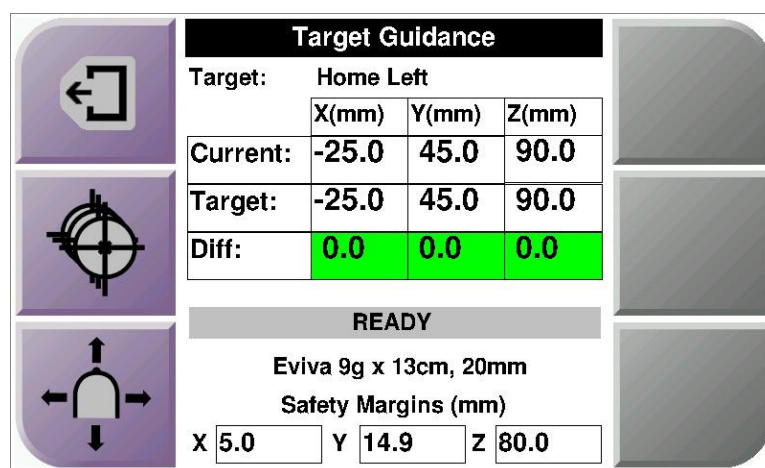 Target Guidance
Target: Home Left
X(mm) Y(mm) Z(mm)
Current: -25.0 45.0 90.0
Target: -25.0 45.0 90.0
Diff: 0.0 0.0 0.0
READY
Eviva 9g x 13cm, 20mm
Safety Margins (mm)
X 5.0 Y 14.9 Z 80.0